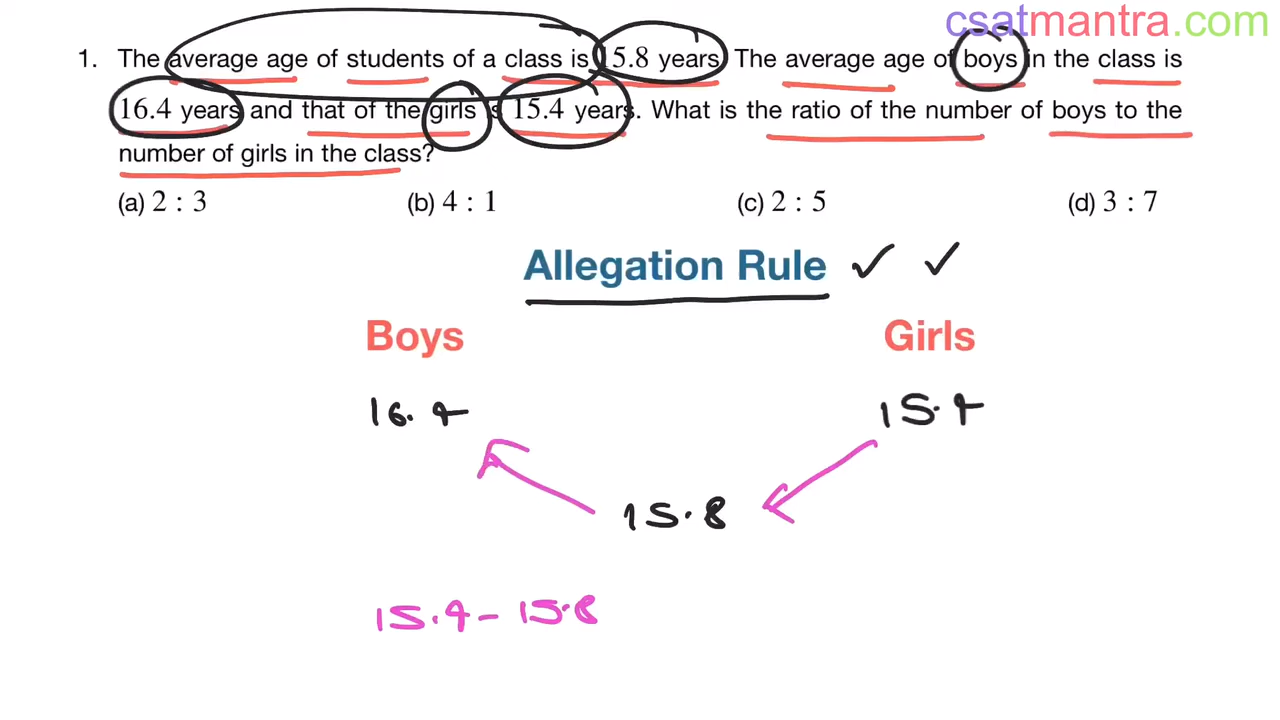 csatmantra.com
1. The average age of students of a class is 15.8 years. The average age of boys in the class is
16.4 years and that of the girls is 15.4 years. What is the ratio of the number of boys to the
number of girls in the class?
(a) 2 : 3 (b) 4 : 1 (c) 2 : 5 (d) 3 : 7
Allegation Rule
Boys Girls
16.4 15.4
15.8
15.4 - 15.8